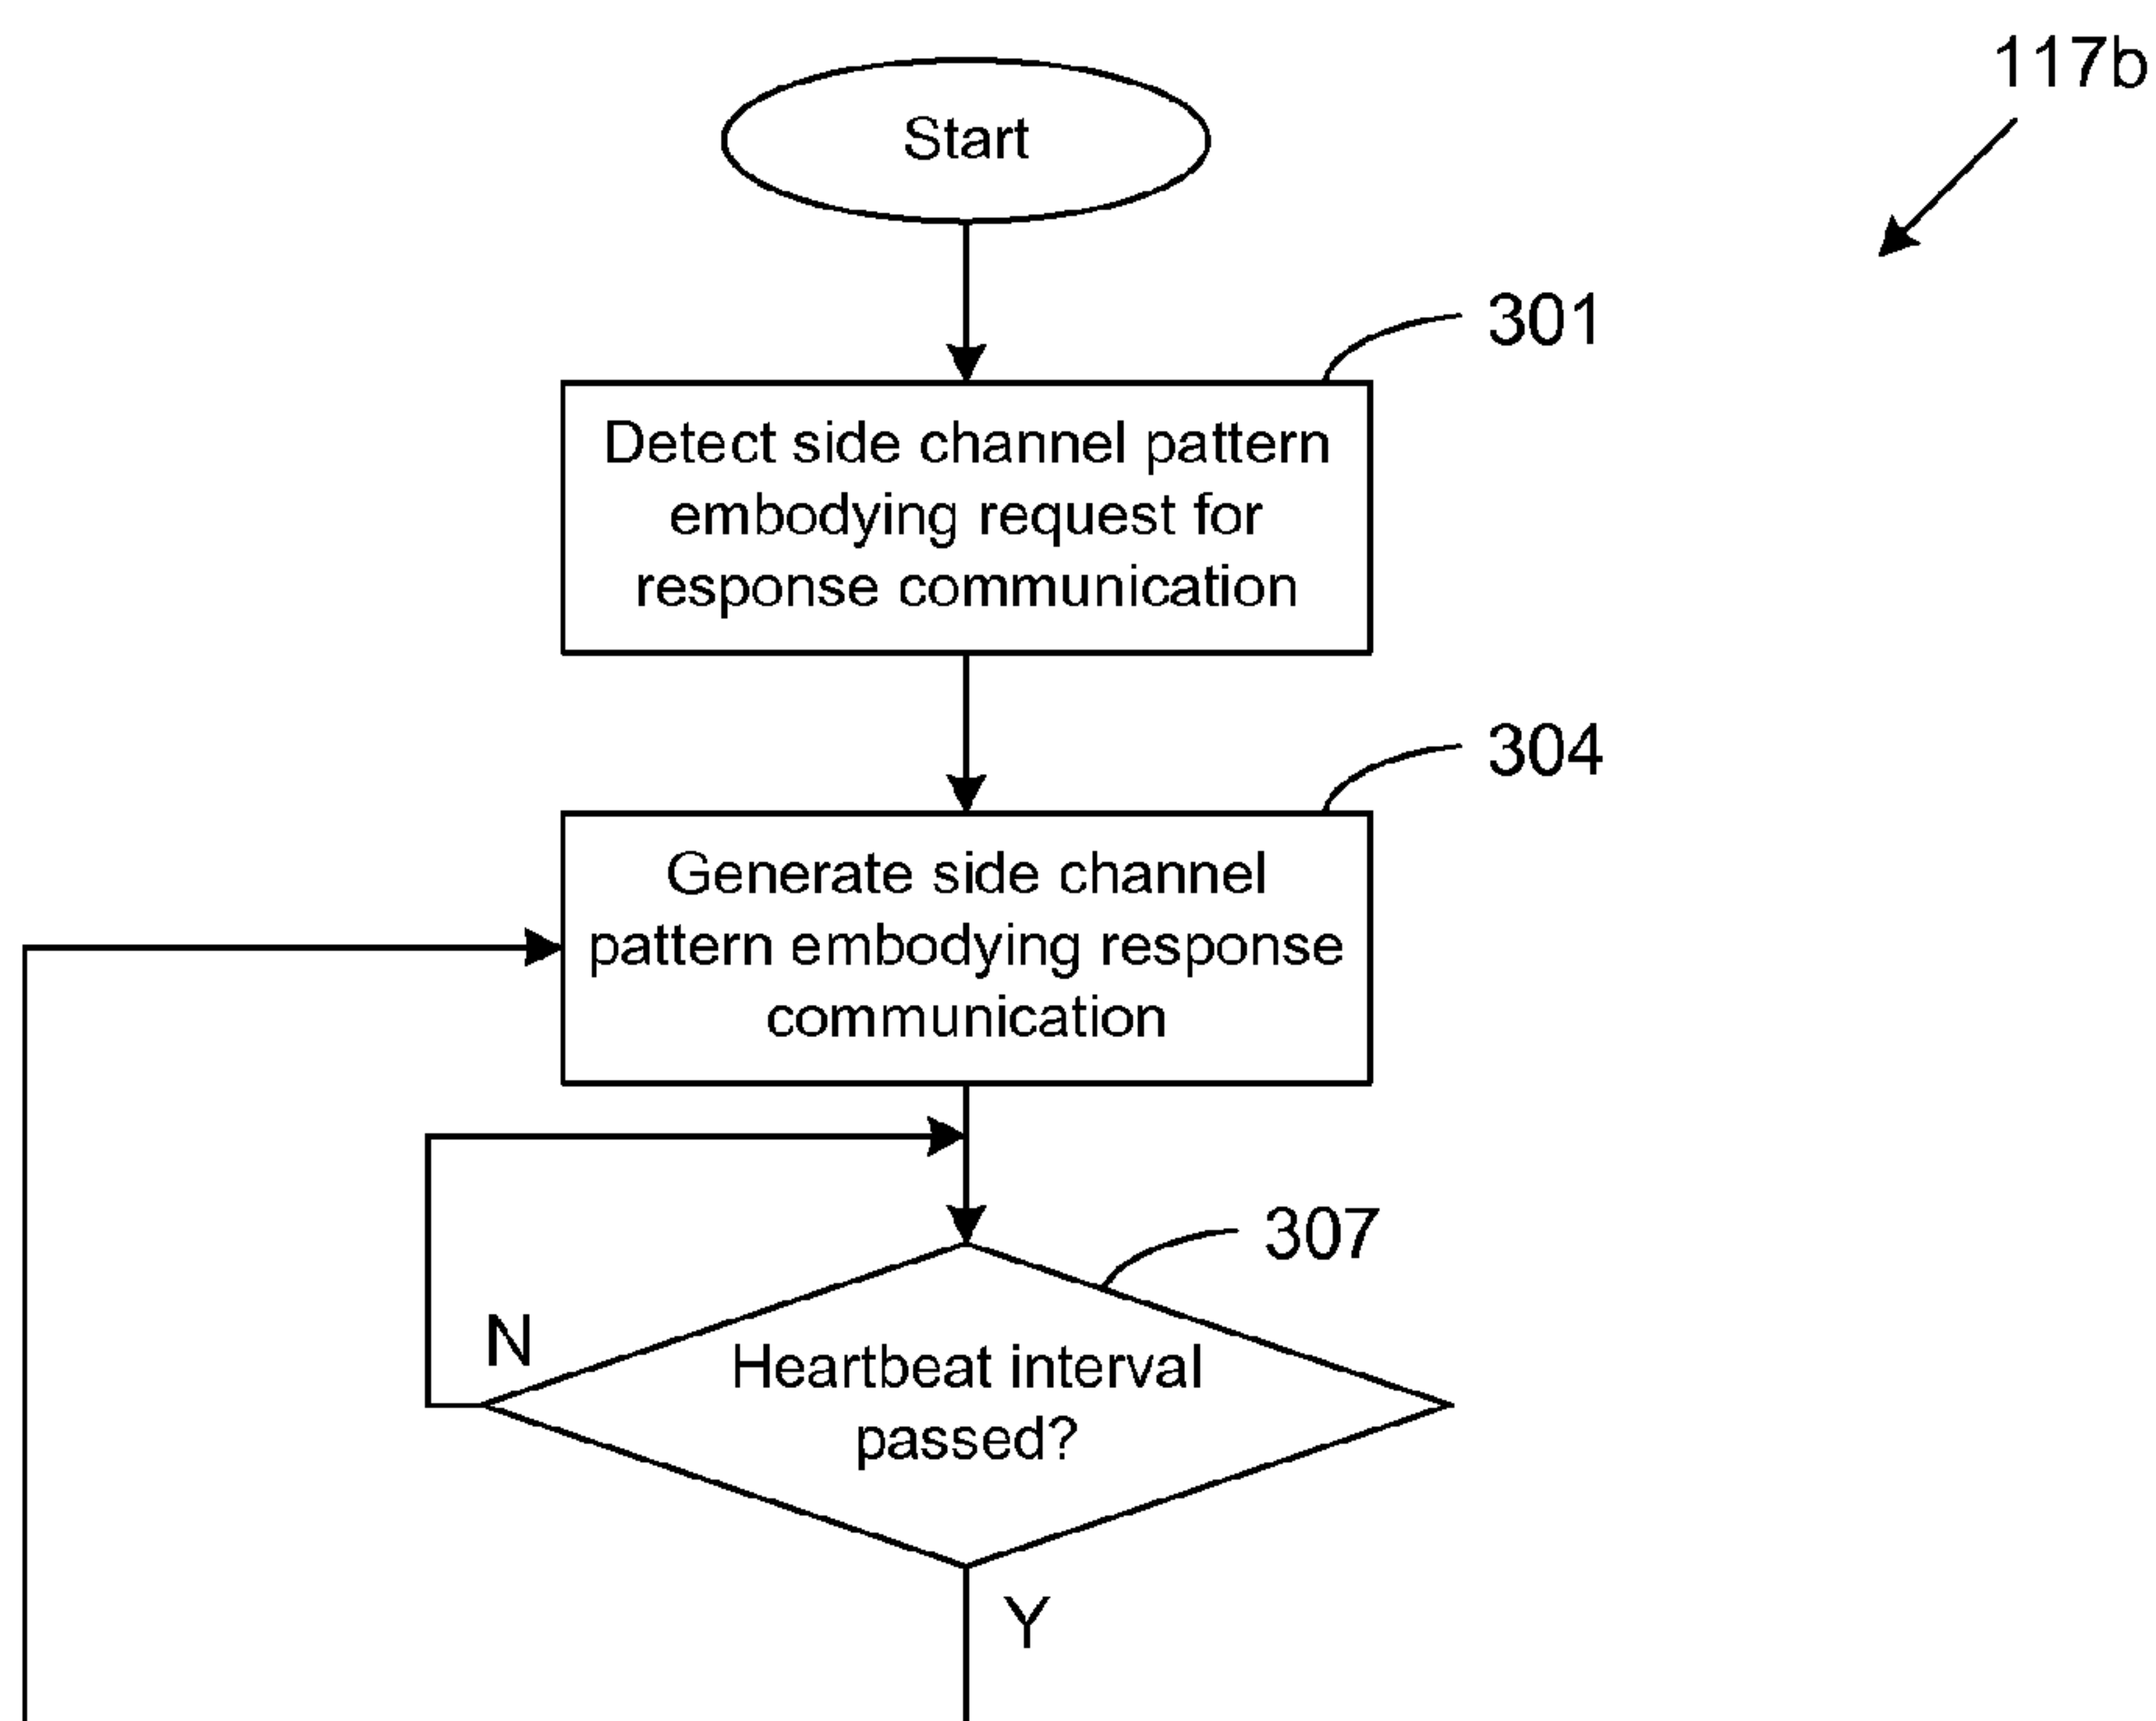 117b
Start
301
Detect side channel pattern
embodying request for
response communication
304
Generate side channel
pattern embodying response
communication
307
N
Heartbeat interval
passed?
Y